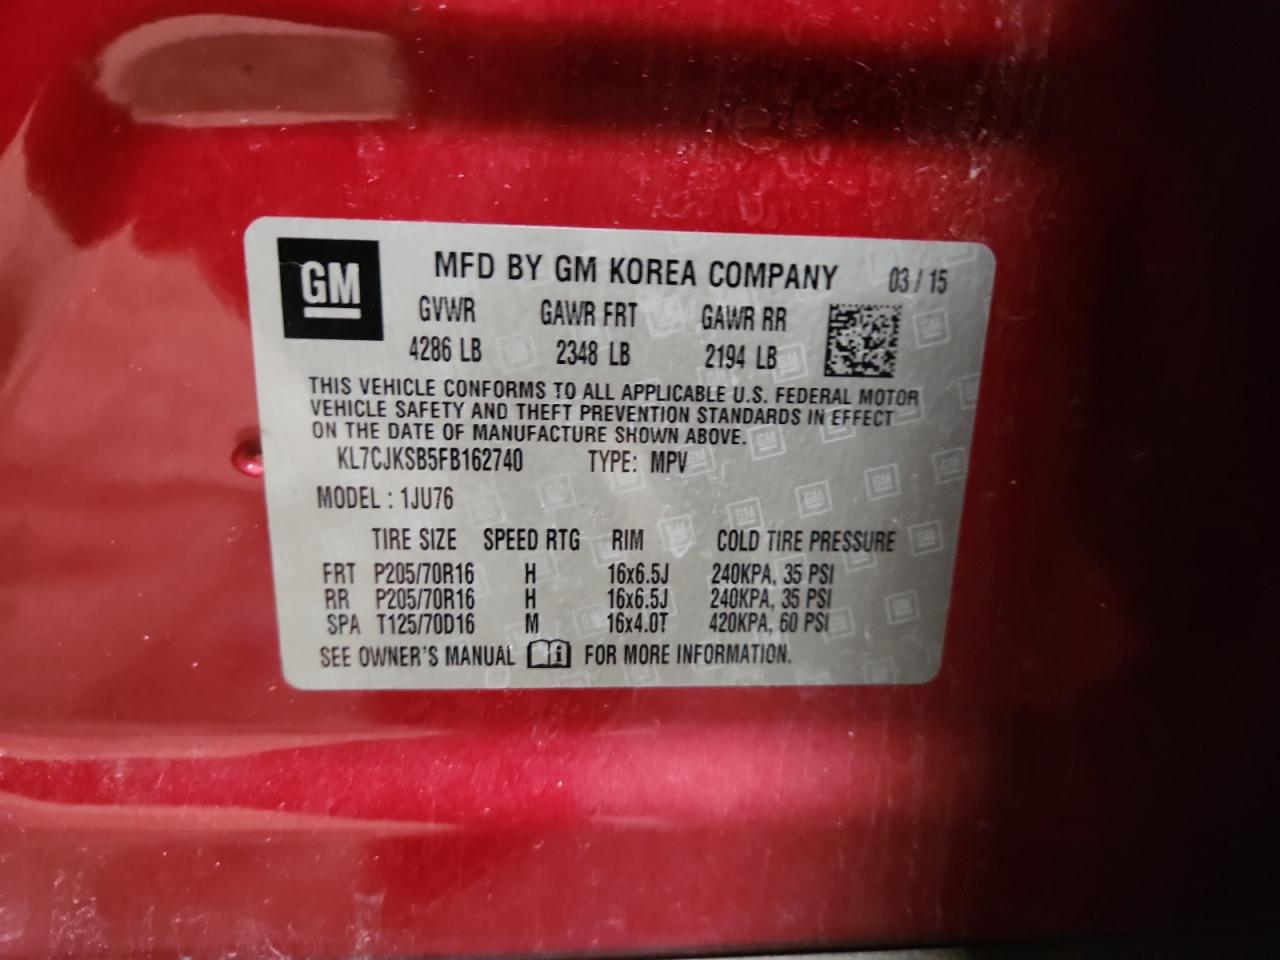 GM
MFD BY GM KOREA COMPANY 03 / 15
GVWR GAWR FRT GAWR RR
4286 LB 2348 LB 2194 LB
THIS VEHICLE CONFORMS TO ALL APPLICABLE U.S. FEDERAL MOTOR
VEHICLE SAFETY AND THEFT PREVENTION STANDARDS IN EFFECT
ON THE DATE OF MANUFACTURE SHOWN ABOVE.
KL7CJKSB5FB162740 TYPE: MPV
MODEL : 1JU76
TIRE SIZE SPEED RTG RIM COLD TIRE PRESSURE
FRT P205/70R16 H 16x6.5J 240KPA, 35 PSI
RR P205/70R16 H 16x6.5J 240KPA, 35 PSI
SPA T125/70D16 M 16x4.0T 420KPA, 60 PSI
SEE OWNER'S MANUAL i FOR MORE INFORMATION.